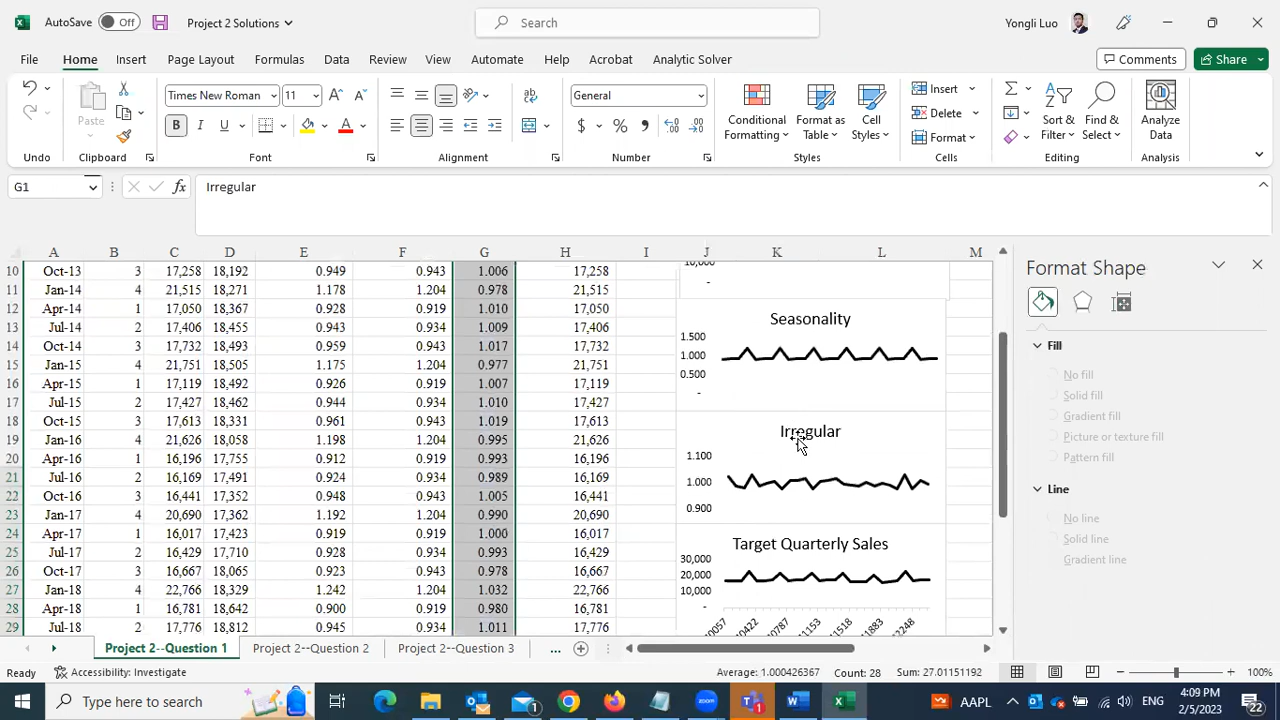 AutoSave Off Project 2 Solutions Search Yongli Luo
File Home Insert Page Layout Formulas Data Review View Automate Help Acrobat Analytic Solver Comments Share
Paste Times New Roman 11 General Conditional Formatting Format as Table Cell Styles Insert Delete Format Sort & Filter Find & Select Analyze Data
Undo Clipboard Font Alignment Number Styles Cells Editing Analysis
G1 Irregular
A B C D E F G H I J K L M
10 Oct-13 3 17,258 18,192 0.949 0.943 1.006 17,258
11 Jan-14 4 21,515 18,271 1.178 1.204 0.978 21,515
12 Apr-14 1 17,050 18,367 0.928 0.919 1.010 17,050
13 Jul-14 2 17,406 18,455 0.943 0.934 1.009 17,406
14 Oct-14 3 17,732 18,493 0.959 0.943 1.017 17,732
15 Jan-15 4 21,751 18,505 1.175 1.204 0.977 21,751
16 Apr-15 1 17,119 18,492 0.926 0.919 1.007 17,119
17 Jul-15 2 17,427 18,462 0.944 0.934 1.010 17,427
18 Oct-15 3 17,613 18,331 0.961 0.943 1.019 17,613
19 Jan-16 4 21,626 18,058 1.198 1.204 0.995 21,626
20 Apr-16 1 16,196 17,755 0.912 0.919 0.993 16,196
21 Jul-16 2 16,169 17,491 0.924 0.934 0.989 16,169
22 Oct-16 3 16,441 17,352 0.948 0.943 1.005 16,441
23 Jan-17 4 20,690 17,362 1.192 1.204 0.990 20,690
24 Apr-17 1 16,017 17,423 0.919 0.919 1.000 16,017
25 Jul-17 2 16,429 17,710 0.928 0.934 0.993 16,429
26 Oct-17 3 16,667 18,065 0.923 0.943 0.978 16,667
27 Jan-18 4 22,766 18,329 1.242 1.204 1.032 22,766
28 Apr-18 1 16,781 18,642 0.900 0.919 0.980 16,781
29 Jul-18 2 17,776 18,812 0.945 0.934 1.011 17,776
10,000
-
Seasonality
1.500
1.000
0.500
-
Irregular
1.100
1.000
0.900
Target Quarterly Sales
30,000
20,000
10,000
-
Format Shape
Fill
No fill
Solid fill
Gradient fill
Picture or texture fill
Pattern fill
Line
No line
Solid line
Gradient line
Project 2--Question 1 Project 2--Question 2 Project 2--Question 3 ...
Ready Accessibility: Investigate Average: 1.000426367 Count: 28 Sum: 27.01151192 100%
Type here to search AAPL ENG 4:09 PM
2/5/2023 22